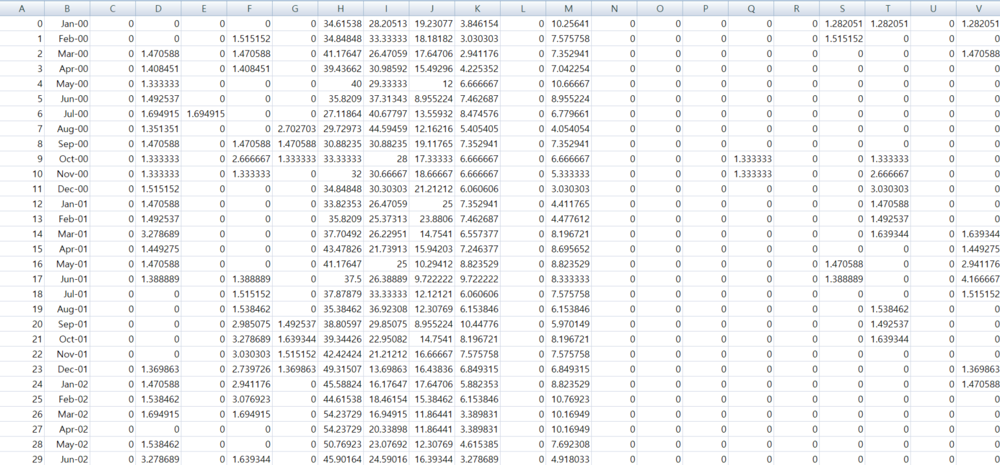 A B C D E F G H I J K L M N O P Q R S T U V
0 Jan-00 0 0 0 0 0 34.61538 28.20513 19.23077 3.846154 0 10.25641 0 0 0 0 0 1.282051 1.282051 0 1.282051
1 Feb-00 0 0 0 1.515152 0 34.84848 33.33333 18.18182 3.030303 0 7.575758 0 0 0 0 0 1.515152 0 0 0
2 Mar-00 0 1.470588 0 1.470588 0 41.17647 26.47059 17.64706 2.941176 0 7.352941 0 0 0 0 0 0 0 0 1.470588
3 Apr-00 0 1.408451 0 1.408451 0 39.43662 30.98592 15.49296 4.225352 0 7.042254 0 0 0 0 0 0 0 0 0
4 May-00 0 1.333333 0 0 0 40 29.33333 12 6.666667 0 10.66667 0 0 0 0 0 0 0 0 0
5 Jun-00 0 1.492537 0 0 0 35.8209 37.31343 8.955224 7.462687 0 8.955224 0 0 0 0 0 0 0 0 0
6 Jul-00 0 1.694915 1.694915 0 0 27.11864 40.67797 13.55932 8.474576 0 6.779661 0 0 0 0 0 0 0 0 0
7 Aug-00 0 1.351351 0 0 2.702703 29.72973 44.59459 12.16216 5.405405 0 4.054054 0 0 0 0 0 0 0 0 0
8 Sep-00 0 1.470588 0 1.470588 1.470588 30.88235 30.88235 19.11765 7.352941 0 7.352941 0 0 0 0 0 0 0 0 0
9 Oct-00 0 1.333333 0 2.666667 1.333333 33.33333 28 17.33333 6.666667 0 6.666667 0 0 0 1.333333 0 0 1.333333 0 0
10 Nov-00 0 1.333333 0 1.333333 0 32 30.66667 18.66667 6.666667 0 5.333333 0 0 0 1.333333 0 0 2.666667 0 0
11 Dec-00 0 1.515152 0 0 0 34.84848 30.30303 21.21212 6.060606 0 3.030303 0 0 0 0 0 0 3.030303 0 0
12 Jan-01 0 1.470588 0 0 0 33.82353 26.47059 25 7.352941 0 4.411765 0 0 0 0 0 0 1.470588 0 0
13 Feb-01 0 1.492537 0 0 0 35.8209 25.37313 23.8806 7.462687 0 4.477612 0 0 0 0 0 0 1.492537 0 0
14 Mar-01 0 3.278689 0 0 0 37.70492 26.22951 14.7541 6.557377 0 8.196721 0 0 0 0 0 0 1.639344 0 1.639344
15 Apr-01 0 1.449275 0 0 0 43.47826 21.73913 15.94203 7.246377 0 8.695652 0 0 0 0 0 0 0 0 1.449275
16 May-01 0 1.470588 0 0 0 41.17647 25 10.29412 8.823529 0 8.823529 0 0 0 0 0 1.470588 0 0 2.941176
17 Jun-01 0 1.388889 0 1.388889 0 37.5 26.38889 9.722222 9.722222 0 8.333333 0 0 0 0 0 1.388889 0 0 4.166667
18 Jul-01 0 0 0 1.515152 0 37.87879 33.33333 12.12121 6.060606 0 7.575758 0 0 0 0 0 0 0 0 1.515152
19 Aug-01 0 0 0 1.538462 0 35.38462 36.92308 12.30769 6.153846 0 6.153846 0 0 0 0 0 0 1.538462 0 0
20 Sep-01 0 0 0 2.985075 1.492537 38.80597 29.85075 8.955224 10.44776 0 5.970149 0 0 0 0 0 0 1.492537 0 0
21 Oct-01 0 0 0 3.278689 1.639344 39.34426 22.95082 14.7541 8.196721 0 8.196721 0 0 0 0 0 0 1.639344 0 0
22 Nov-01 0 0 0 3.030303 1.515152 42.42424 21.21212 16.66667 7.575758 0 7.575758 0 0 0 0 0 0 0 0 0
23 Dec-01 0 1.369863 0 2.739726 1.369863 49.31507 13.69863 16.43836 6.849315 0 6.849315 0 0 0 0 0 0 0 0 1.369863
24 Jan-02 0 1.470588 0 2.941176 0 45.58824 16.17647 17.64706 5.882353 0 8.823529 0 0 0 0 0 0 0 0 1.470588
25 Feb-02 0 1.538462 0 3.076923 0 44.61538 18.46154 15.38462 6.153846 0 10.76923 0 0 0 0 0 0 0 0 0
26 Mar-02 0 1.694915 0 1.694915 0 54.23729 16.94915 11.86441 3.389831 0 10.16949 0 0 0 0 0 0 0 0 0
27 Apr-02 0 0 0 0 0 54.23729 20.33898 11.86441 3.389831 0 10.16949 0 0 0 0 0 0 0 0 0
28 May-02 0 1.538462 0 0 0 50.76923 23.07692 12.30769 4.615385 0 7.692308 0 0 0 0 0 0 0 0 0
29 Jun-02 0 3.278689 0 1.639344 0 45.90164 24.59016 16.39344 3.278689 0 4.918033 0 0 0 0 0 0 0 0 0